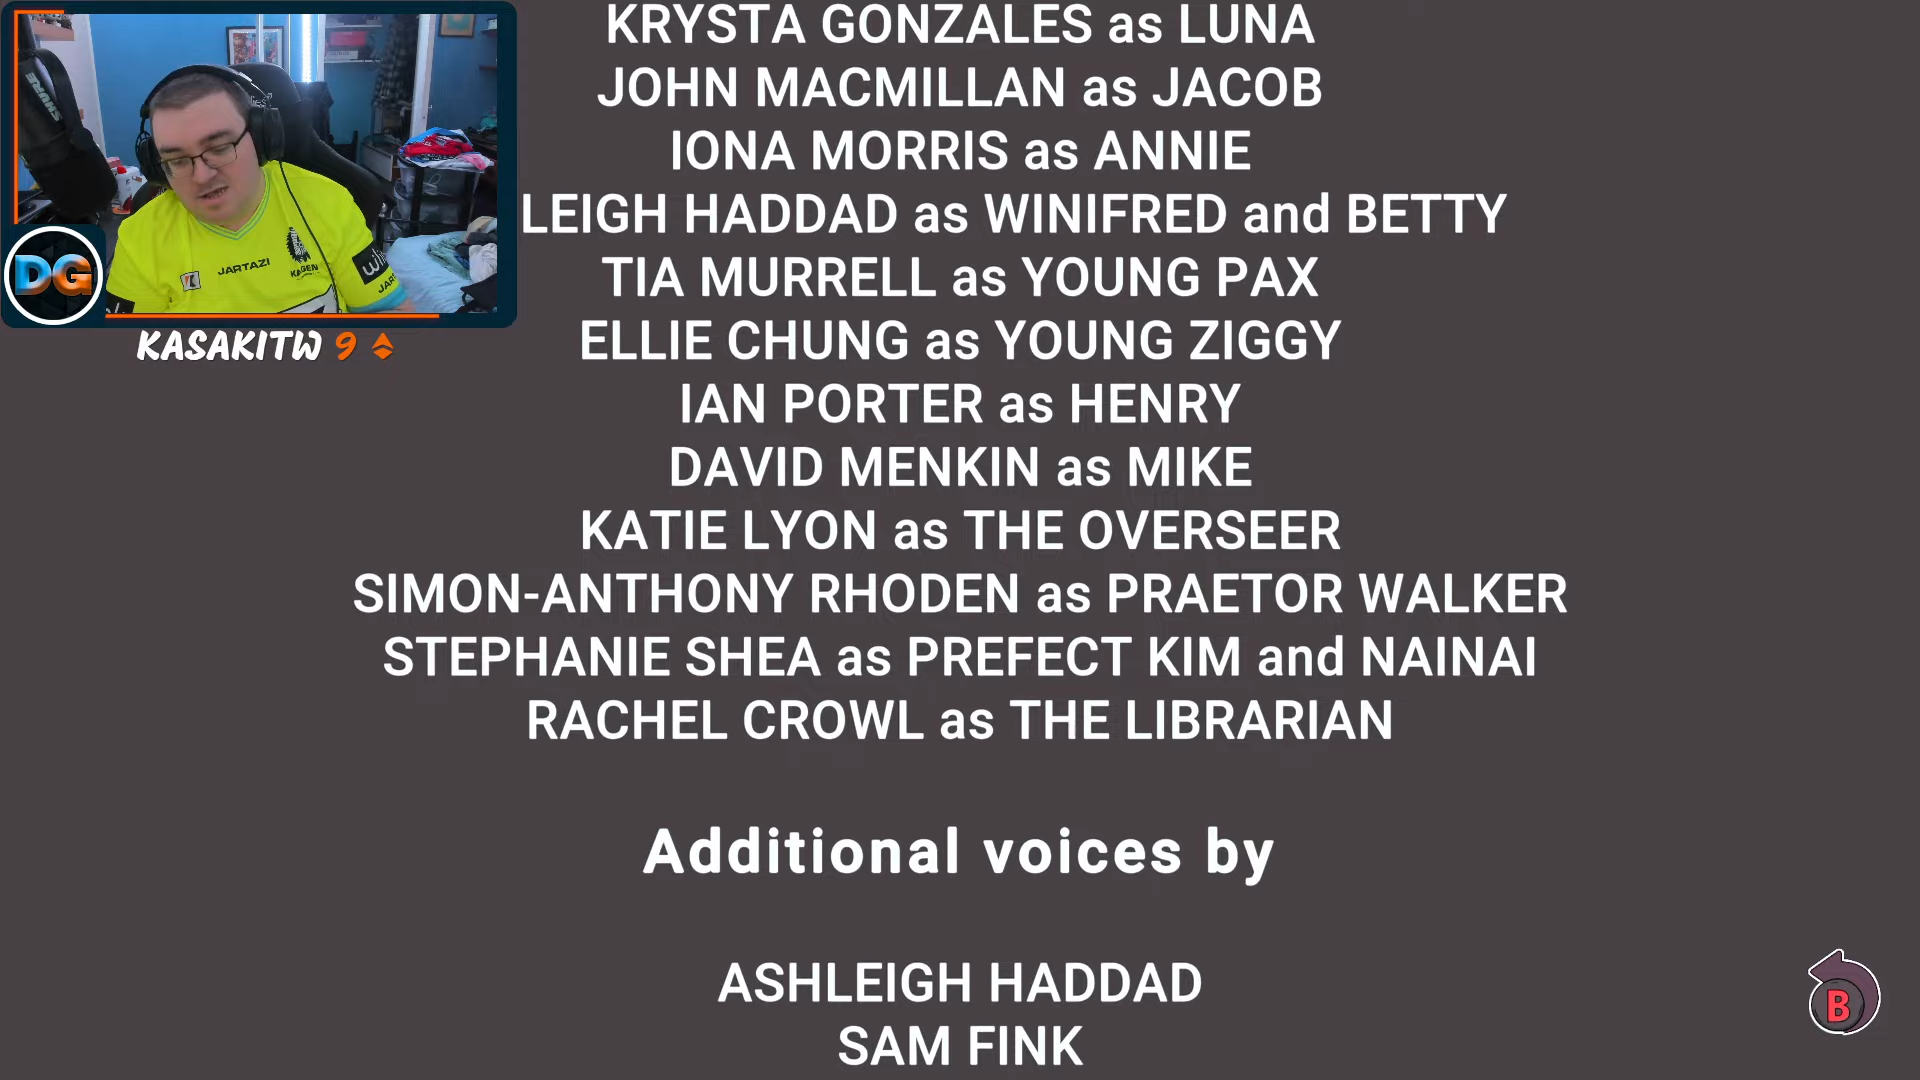 KRYSTA GONZALES as LUNA
JOHN MACMILLAN as JACOB
IONA MORRIS as ANNIE
LEIGH HADDAD as WINIFRED and BETTY
TIA MURRELL as YOUNG PAX
ELLIE CHUNG as YOUNG ZIGGY
IAN PORTER as HENRY
DAVID MENKIN as MIKE
KATIE LYON as THE OVERSEER
SIMON-ANTHONY RHODEN as PRAETOR WALKER
STEPHANIE SHEA as PREFECT KIM and NAINAI
RACHEL CROWL as THE LIBRARIAN
Additional voices by
ASHLEIGH HADDAD
SAM FINK
SHURE
JARTAZI
DG
KASAKITW 9
B